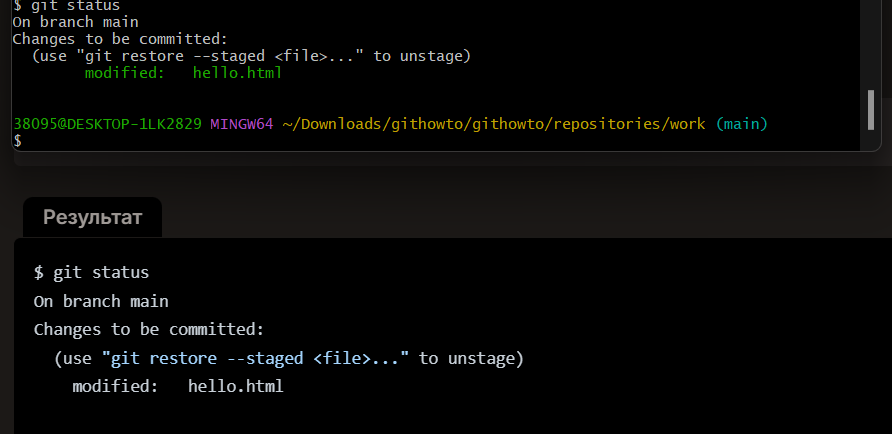 $ git status
On branch main
Changes to be committed:
  (use "git restore --staged <file>..." to unstage)
        modified:   hello.html
38095@DESKTOP-1LK2829 MINGW64 ~/Downloads/githowto/githowto/repositories/work (main)
$
Результат
$ git status
On branch main
Changes to be committed:
  (use "git restore --staged <file>..." to unstage)
    modified:   hello.html